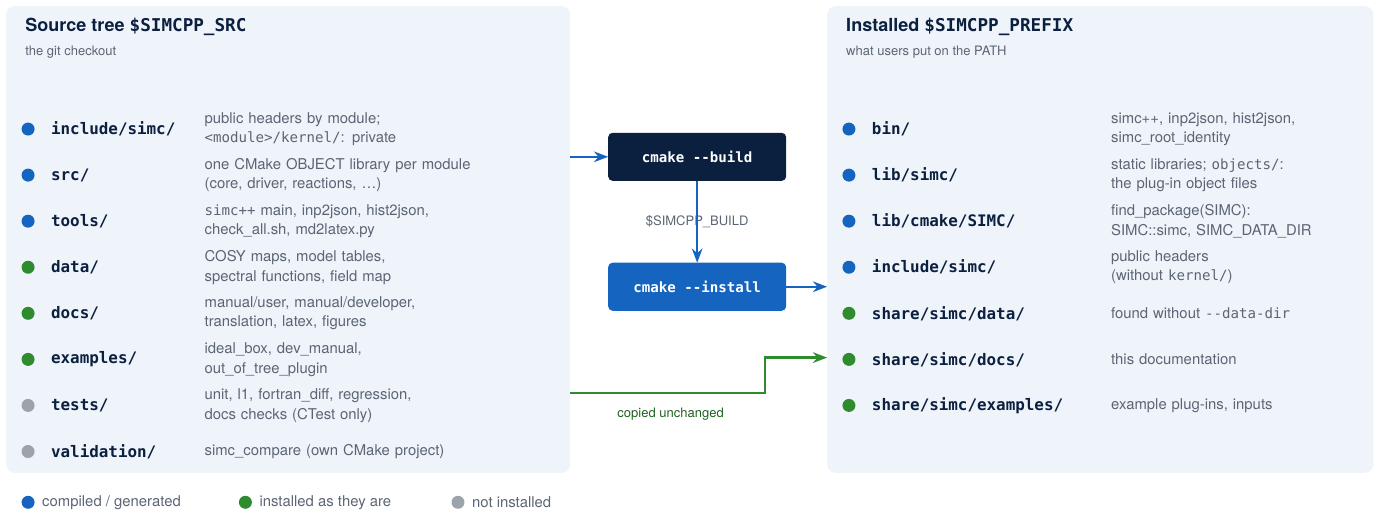 Source tree $SIMCPP_SRC
the git checkout
include/simc/
public headers by module;
<module>/kernel/: private
src/
one CMake OBJECT library per module
(core, driver, reactions, …)
tools/
simc++ main, inp2json, hist2json,
check_all.sh, md2latex.py
data/
COSY maps, model tables,
spectral functions, field map
docs/
manual/user, manual/developer,
translation, latex, figures
examples/
ideal_box, dev_manual,
out_of_tree_plugin
tests/
unit, l1, fortran_diff, regression,
docs checks (CTest only)
validation/
simc_compare (own CMake project)
cmake --build
$SIMCPP_BUILD
cmake --install
copied unchanged
Installed $SIMCPP_PREFIX
what users put on the PATH
bin/
simc++, inp2json, hist2json,
simc_root_identity
lib/simc/
static libraries; objects/:
the plug-in object files
lib/cmake/SIMC/
find_package(SIMC):
SIMC::simc, SIMC_DATA_DIR
include/simc/
public headers
(without kernel/)
share/simc/data/
found without --data-dir
share/simc/docs/
this documentation
share/simc/examples/
example plug-ins, inputs
compiled / generated
installed as they are
not installed